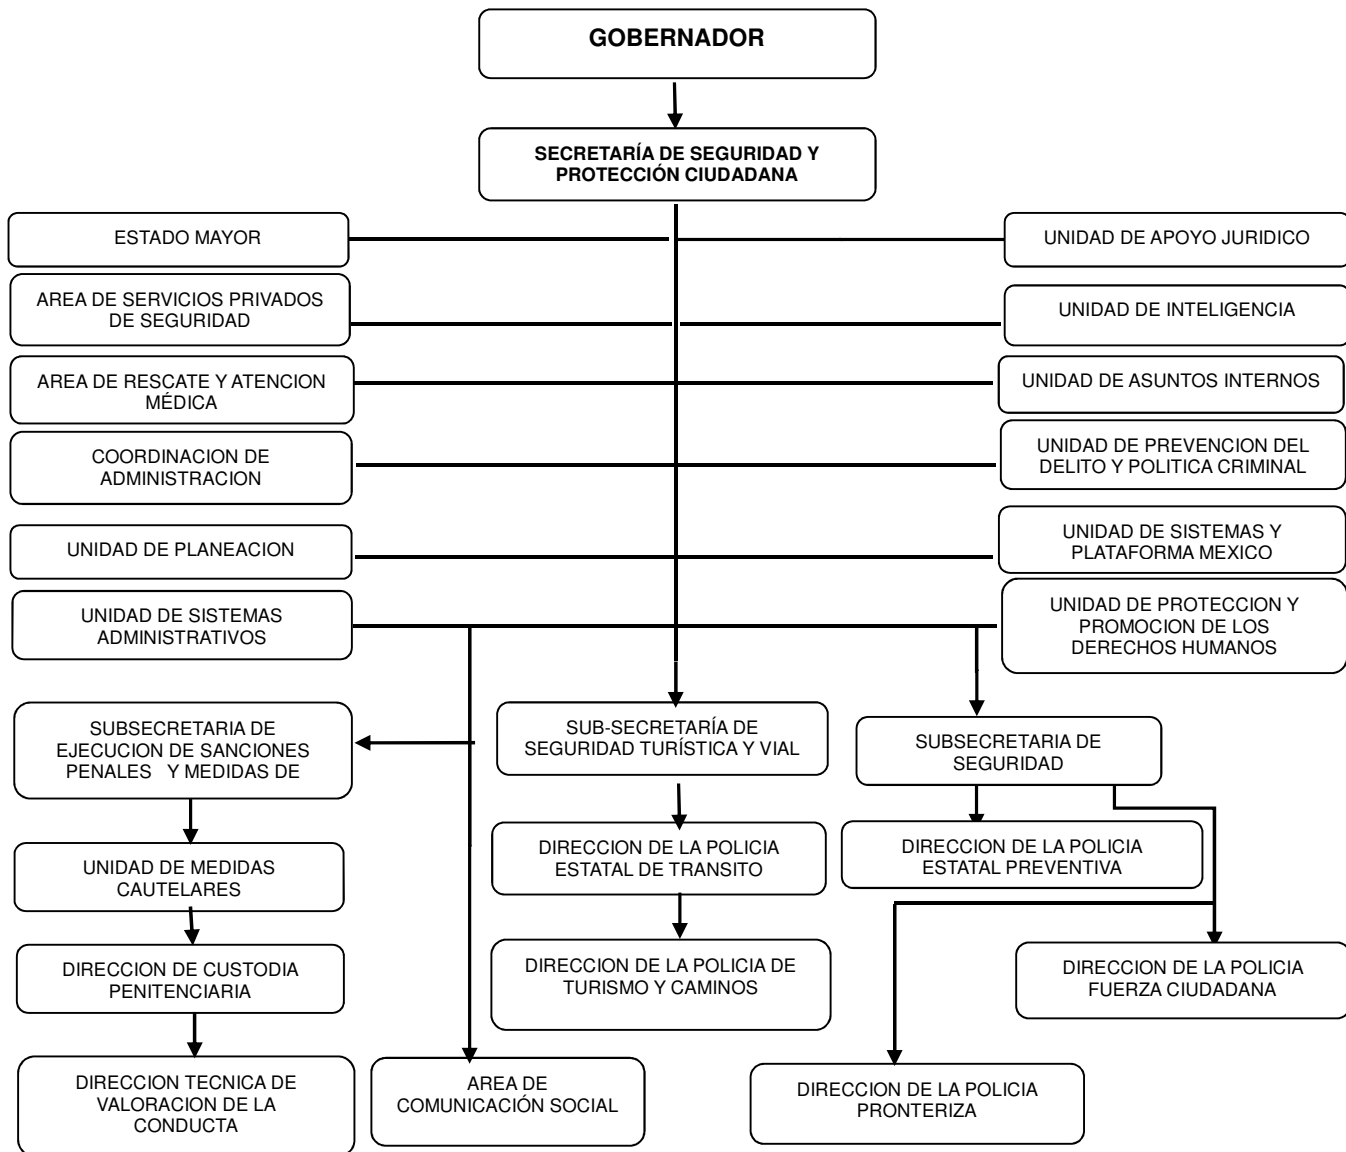 GOBERNADOR
SECRETARÍA DE SEGURIDAD Y
PROTECCIÓN CIUDADANA
ESTADO MAYOR
UNIDAD DE APOYO JURIDICO
AREA DE SERVICIOS PRIVADOS
DE SEGURIDAD
UNIDAD DE INTELIGENCIA
AREA DE RESCATE Y ATENCION
MÉDICA
UNIDAD DE ASUNTOS INTERNOS
COORDINACION DE
ADMINISTRACION
UNIDAD DE PREVENCION DEL
DELITO Y POLITICA CRIMINAL
UNIDAD DE PLANEACION
UNIDAD DE SISTEMAS Y
PLATAFORMA MEXICO
UNIDAD DE SISTEMAS
ADMINISTRATIVOS
UNIDAD DE PROTECCION Y
PROMOCION DE LOS
DERECHOS HUMANOS
SUBSECRETARIA DE
EJECUCION DE SANCIONES
PENALES Y MEDIDAS DE
SUB-SECRETARÍA DE
SEGURIDAD TURÍSTICA Y VIAL
SUBSECRETARIA DE
SEGURIDAD
UNIDAD DE MEDIDAS
CAUTELARES
DIRECCION DE LA POLICIA
ESTATAL DE TRANSITO
DIRECCION DE LA POLICIA
ESTATAL PREVENTIVA
DIRECCION DE CUSTODIA
PENITENCIARIA
DIRECCION DE LA POLICIA DE
TURISMO Y CAMINOS
DIRECCION DE LA POLICIA
FUERZA CIUDADANA
DIRECCION TECNICA DE
VALORACION DE LA
CONDUCTA
AREA DE
COMUNICACIÓN SOCIAL
DIRECCION DE LA POLICIA
PRONTERIZA